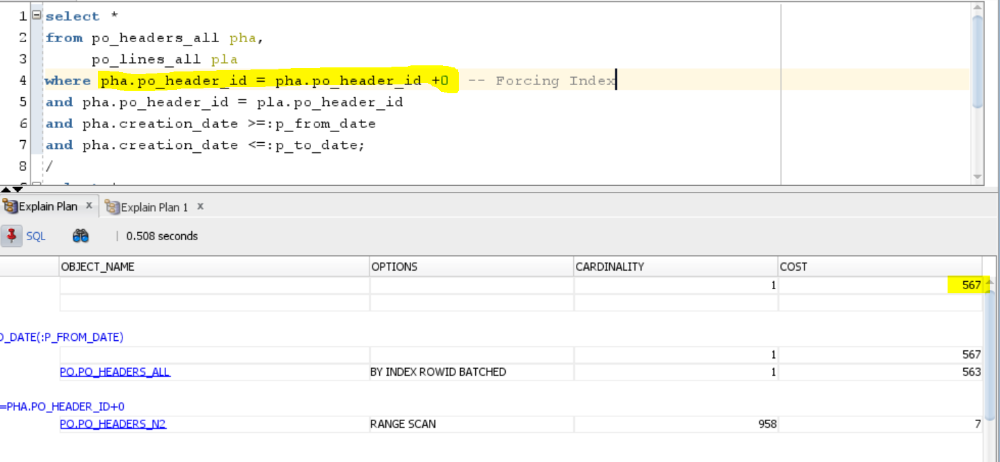 1 select *
2 from po_headers_all pha,
3 po_lines_all pla
4 where pha.po_header_id = pha.po_header_id +0 -- Forcing Index
5 and pha.po_header_id = pla.po_header_id
6 and pha.creation_date >=:p_from_date
7 and pha.creation_date <=:p_to_date;
8 /
Explain Plan x Explain Plan 1 x
SQL | 0.508 seconds
OBJECT_NAME OPTIONS CARDINALITY COST
1 567
O_DATE(:P_FROM_DATE)
1 567
PO.PO_HEADERS_ALL BY INDEX ROWID BATCHED 1 563
=PHA.PO_HEADER_ID+0
PO.PO_HEADERS_N2 RANGE SCAN 958 7